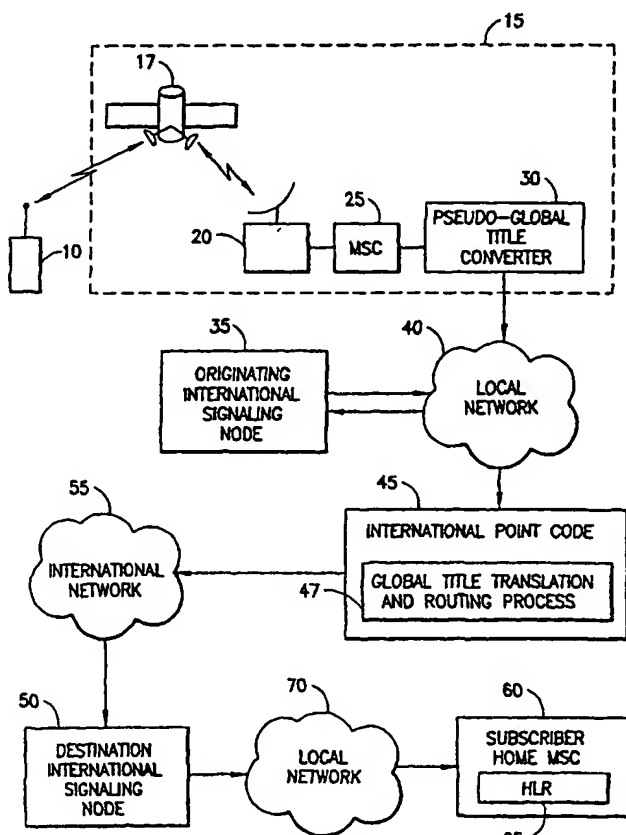 15
17
30
25
PSEUDO-GLOBAL
TITLE
CONVERTER
20
MSC
10
35
40
ORIGINATING
INTERNATIONAL
SIGNALING
NODE
LOCAL
NETWORK
55
45
INTERNATIONAL
NETWORK
INTERNATIONAL POINT CODE
47
GLOBAL TITLE TRANSLATION
AND ROUTING PROCESS
50
70
60
DESTINATION
INTERNATIONAL
SIGNALING
NODE
LOCAL
NETWORK
SUBSCRIBER
HOME MSC
HLR